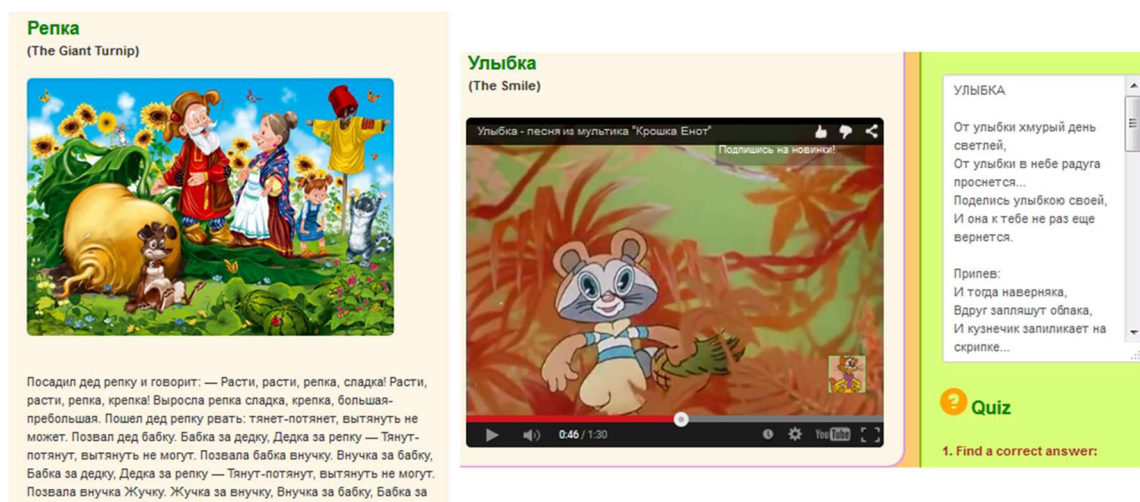 Репка
(The Giant Turnip)
Посадил дед репку и говорит: — Расти, расти, репка, сладка! Расти,
расти, репка, крепка! Выросла репка сладка, крепка, большая-
пребольшая. Пошел дед репку рвать: тянет-потянет, вытянуть не
может. Позвал дед бабку. Бабка за дедку, Дедка за репку — Тянут-
потянут, вытянуть не могут. Позвала бабка внучку. Внучка за бабку,
Бабка за дедку, Дедка за репку — Тянут-потянут, вытянуть не могут.
Позвала внучка Жучку. Жучка за внучку, Внучка за бабку, Бабка за
Улыбка
(The Smile)
Улыбка - песня из мультика "Крошка Енот"
Подпишись на новинки!
0:46 / 1:30
YouTube
УЛЫБКА
От улыбки хмурый день
светлей,
От улыбки в небе радуга
проснется...
Поделись улыбкою своей,
И она к тебе не раз еще
вернется.
Припев:
И тогда наверняка,
Вдруг запляшут облака,
И кузнечик запиликает на
скрипке...
? Quiz
1. Find a correct answer: